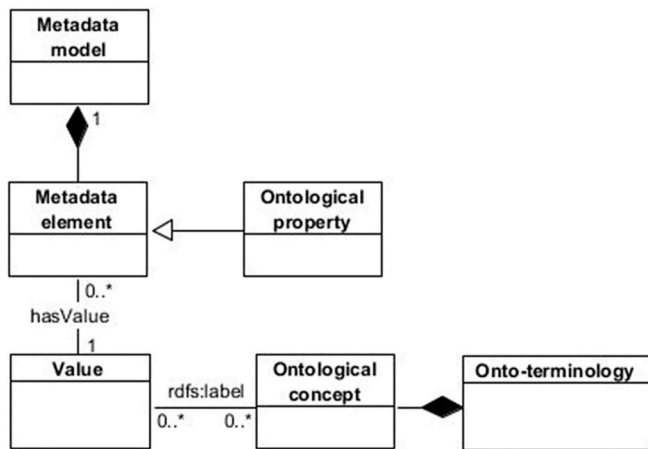 Metadata
model
1
Metadata
element
Ontological
property
0..*
hasValue
1
Value
rdfs:label
0..*
0..*
Ontological
concept
Onto-terminology